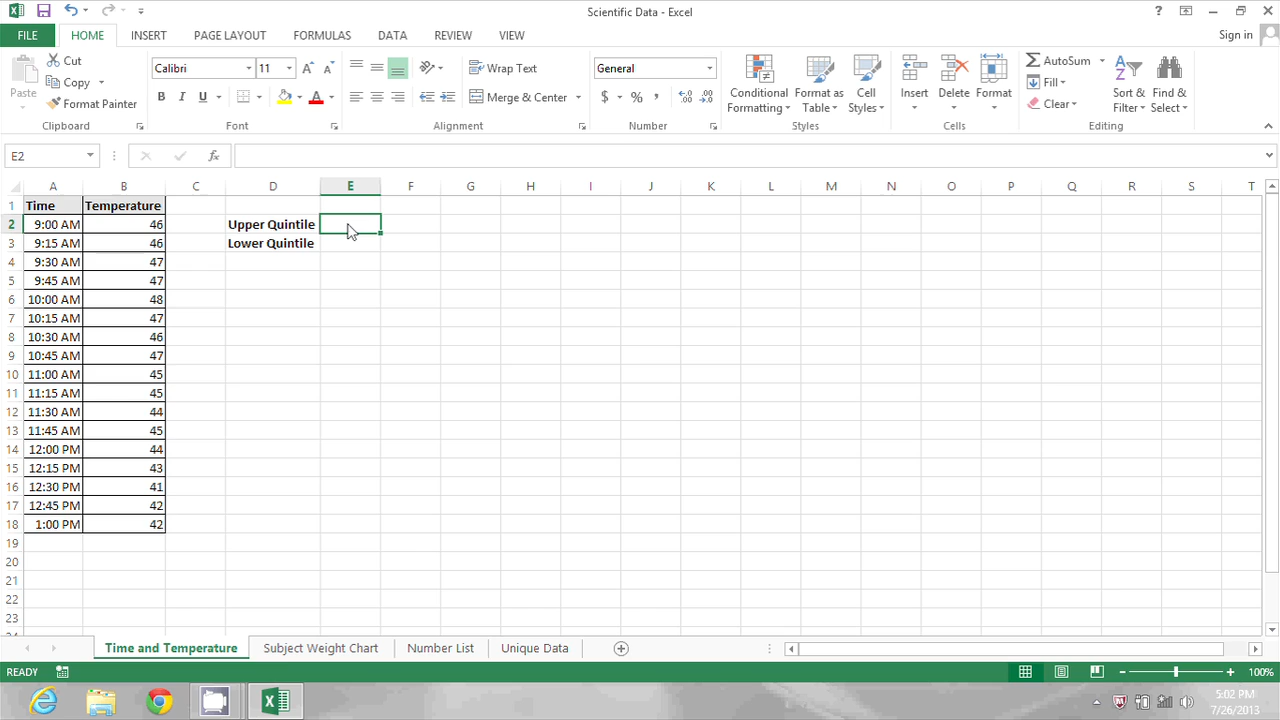 Scientific Data - Excel
?
FILE HOME INSERT PAGE LAYOUT FORMULAS DATA REVIEW VIEW Sign in
Paste
Cut
Copy
Format Painter
Clipboard
Calibri 11 A A
B I U A
Font
Wrap Text
Merge & Center
Alignment
General
$ % ,
Number
Conditional Formatting
Format as Table
Cell Styles
Styles
Insert Delete Format
Cells
AutoSum
Fill
Clear
Sort & Filter
Find & Select
Editing
E2 fx
A B C D E F G H I J K L M N O P Q R S T
1 Time Temperature
2 9:00 AM 46 Upper Quintile
3 9:15 AM 46 Lower Quintile
4 9:30 AM 47
5 9:45 AM 47
6 10:00 AM 48
7 10:15 AM 47
8 10:30 AM 46
9 10:45 AM 47
10 11:00 AM 45
11 11:15 AM 45
12 11:30 AM 44
13 11:45 AM 45
14 12:00 PM 44
15 12:15 PM 43
16 12:30 PM 41
17 12:45 PM 42
18 1:00 PM 42
19
20
21
22
23
Time and Temperature Subject Weight Chart Number List Unique Data
READY 100%
5:02 PM
7/26/2013